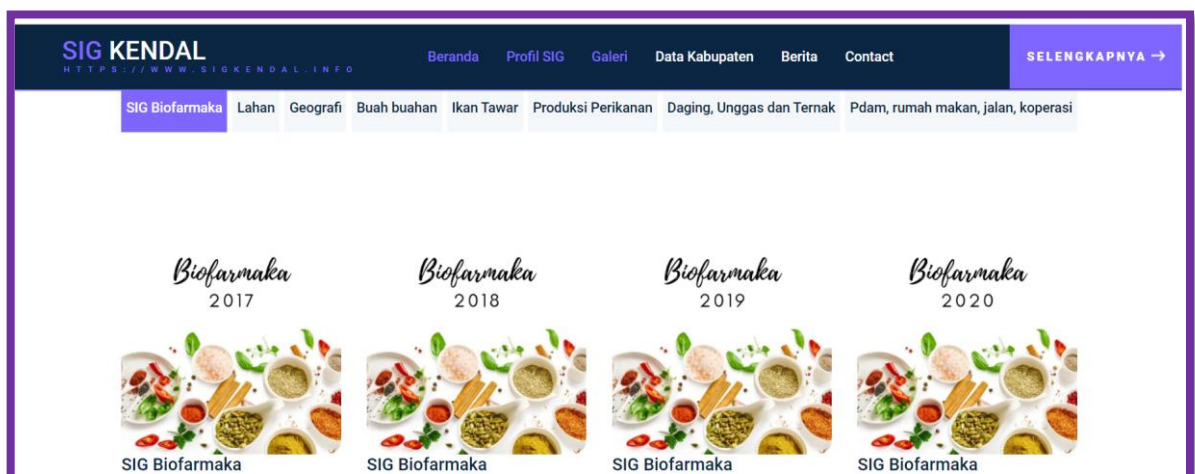 SIG KENDAL
HTTPS://WWW.SIGKENDAL.INFO
Beranda Profil SIG Galeri Data Kabupaten Berita Contact
SELENGKAPNYA →
SIG Biofarmaka Lahan Geografi Buah buahan Ikan Tawar Produksi Perikanan Daging, Unggas dan Ternak Pdam, rumah makan, jalan, koperasi
Biofarmaka Biofarmaka Biofarmaka Biofarmaka
2017 2018 2019 2020
SIG Biofarmaka SIG Biofarmaka SIG Biofarmaka SIG Biofarmaka